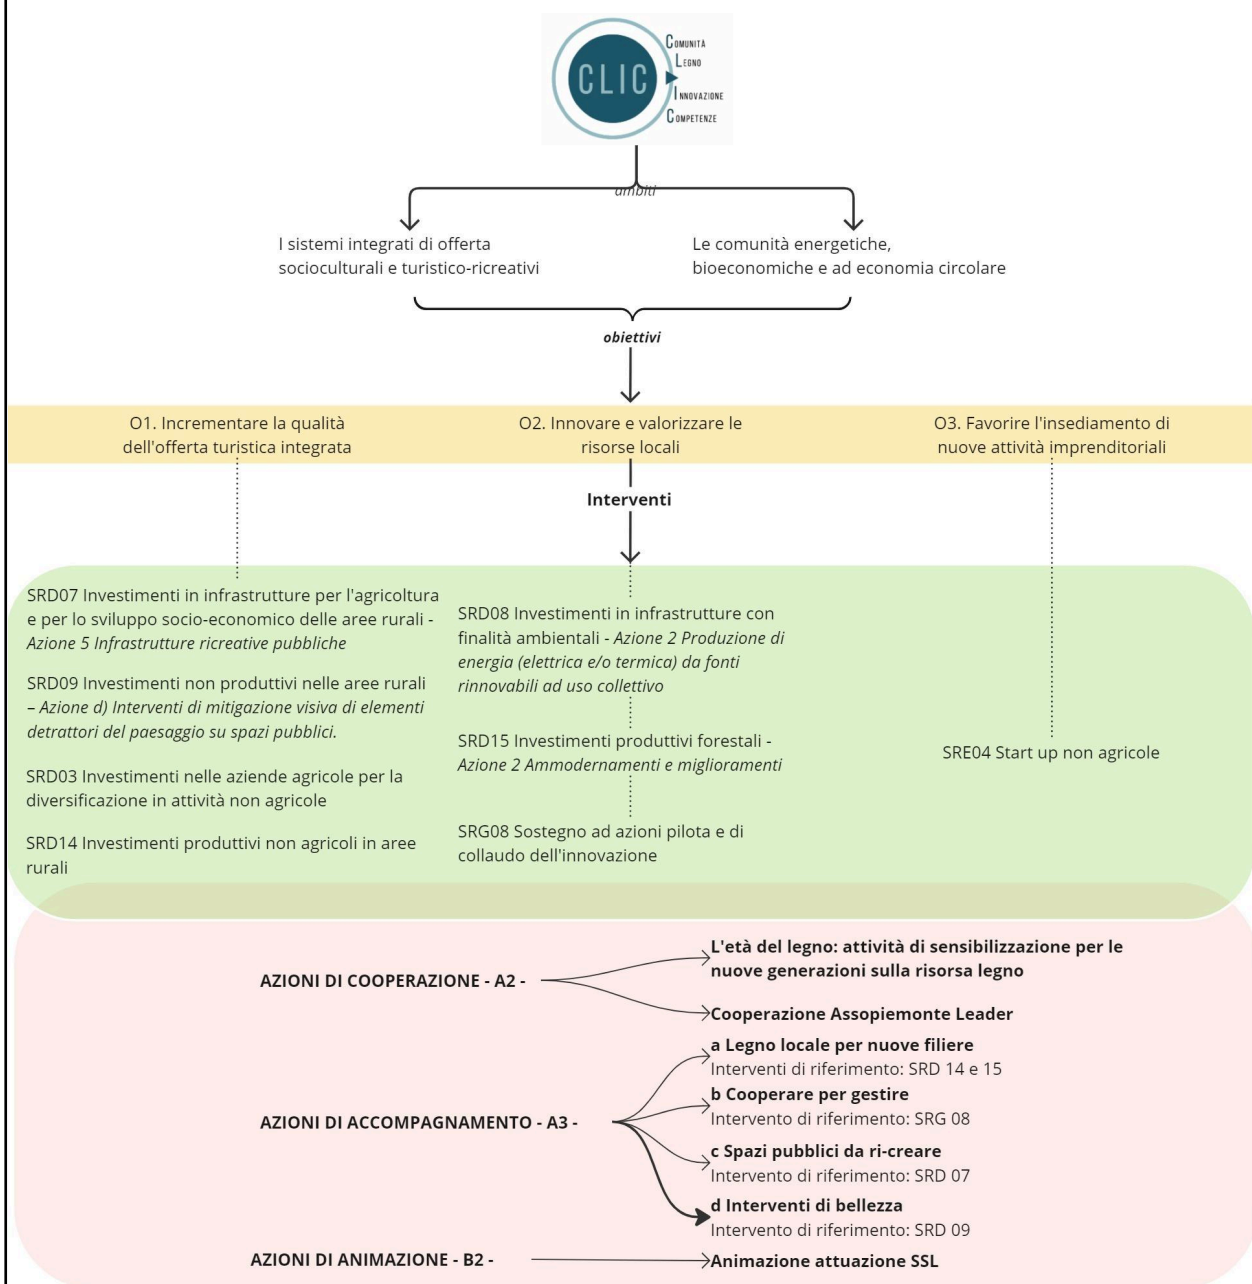 CLIC
COMUNITÀ
LEGNO
INNOVAZIONE
COMPETENZE
ambiti
I sistemi integrati di offerta
socioculturali e turistico-ricreativi
Le comunità energetiche,
bioeconomiche e ad economia circolare
obiettivi
O1. Incrementare la qualità
dell'offerta turistica integrata
O2. Innovare e valorizzare le
risorse locali
O3. Favorire l'insediamento di
nuove attività imprenditoriali
Interventi
SRD07 Investimenti in infrastrutture per l'agricoltura
e per lo sviluppo socio-economico delle aree rurali -
Azione 5 Infrastrutture ricreative pubbliche
SRD09 Investimenti non produttivi nelle aree rurali
– Azione d) Interventi di mitigazione visiva di elementi
detrattori del paesaggio su spazi pubblici.
SRD03 Investimenti nelle aziende agricole per la
diversificazione in attività non agricole
SRD14 Investimenti produttivi non agricoli in aree
rurali
SRD08 Investimenti in infrastrutture con
finalità ambientali - Azione 2 Produzione di
energia (elettrica e/o termica) da fonti
rinnovabili ad uso collettivo
SRD15 Investimenti produttivi forestali -
Azione 2 Ammodernamenti e miglioramenti
SRG08 Sostegno ad azioni pilota e di
collaudo dell'innovazione
SRE04 Start up non agricole
AZIONI DI COOPERAZIONE - A2 -
L'età del legno: attività di sensibilizzazione per le
nuove generazioni sulla risorsa legno
Cooperazione Assopiemonte Leader
AZIONI DI ACCOMPAGNAMENTO - A3 -
a Legno locale per nuove filiere
Interventi di riferimento: SRD 14 e 15
b Cooperare per gestire
Intervento di riferimento: SRG 08
c Spazi pubblici da ri-creare
Intervento di riferimento: SRD 07
d Interventi di bellezza
Intervento di riferimento: SRD 09
AZIONI DI ANIMAZIONE - B2 -
Animazione attuazione SSL